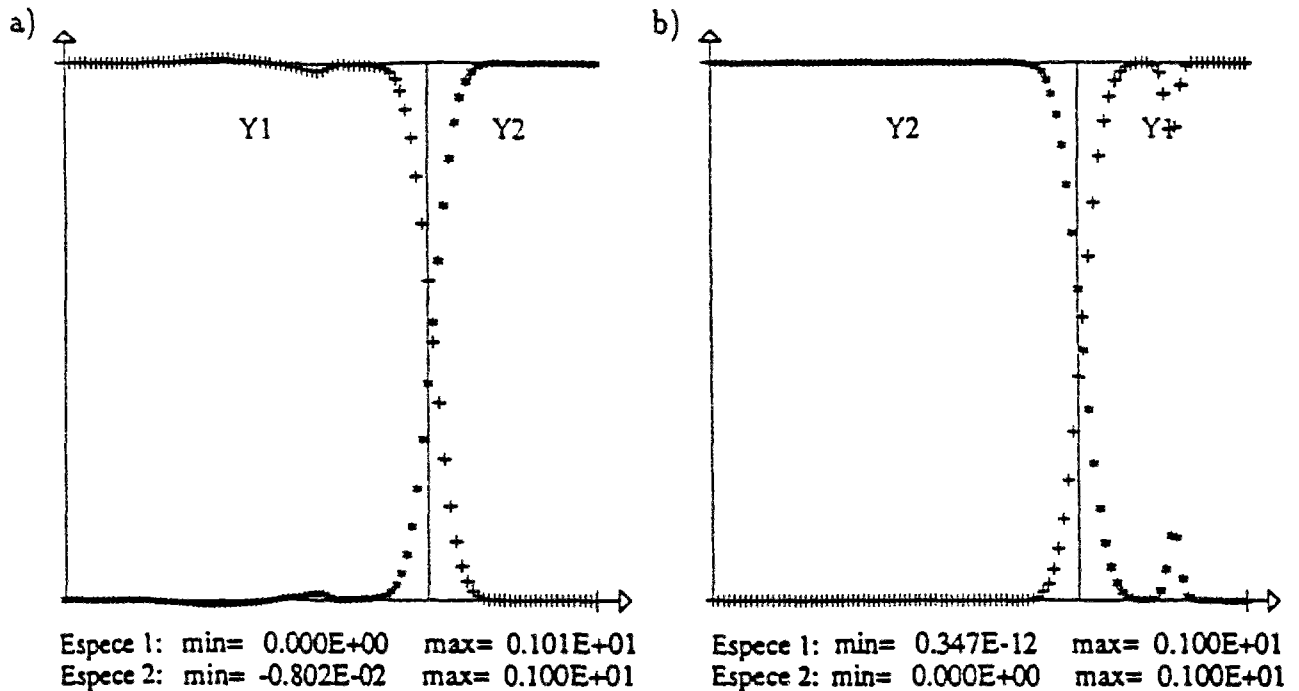 a)
Y1
Y2
Espece 1: min= 0.000E+00 max= 0.101E+01
Espece 2: min= -0.802E-02 max= 0.100E+01
b)
Y2
Y1
Espece 1: min= 0.347E-12 max= 0.100E+01
Espece 2: min= 0.000E+00 max= 0.100E+01